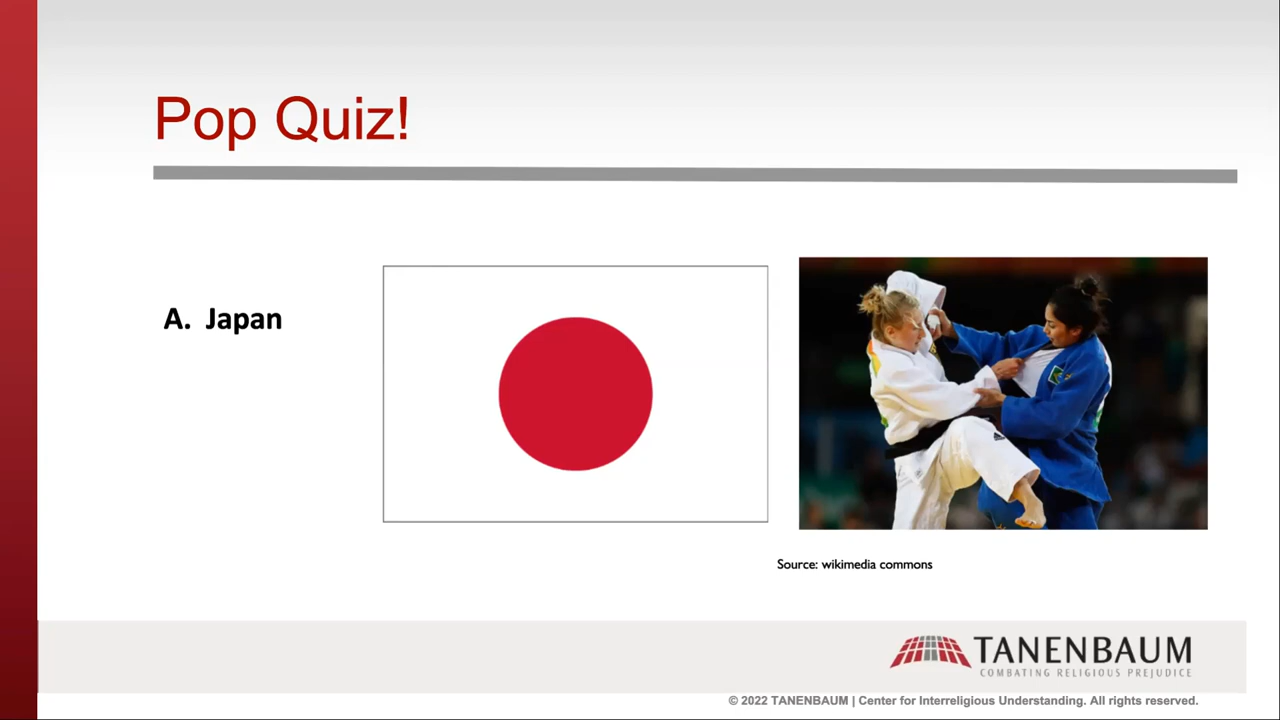 Pop Quiz!
A. Japan
Source: wikimedia commons
TANENBAUM
COMBATING RELIGIOUS PREJUDICE
© 2022 TANENBAUM | Center for Interreligious Understanding. All rights reserved.